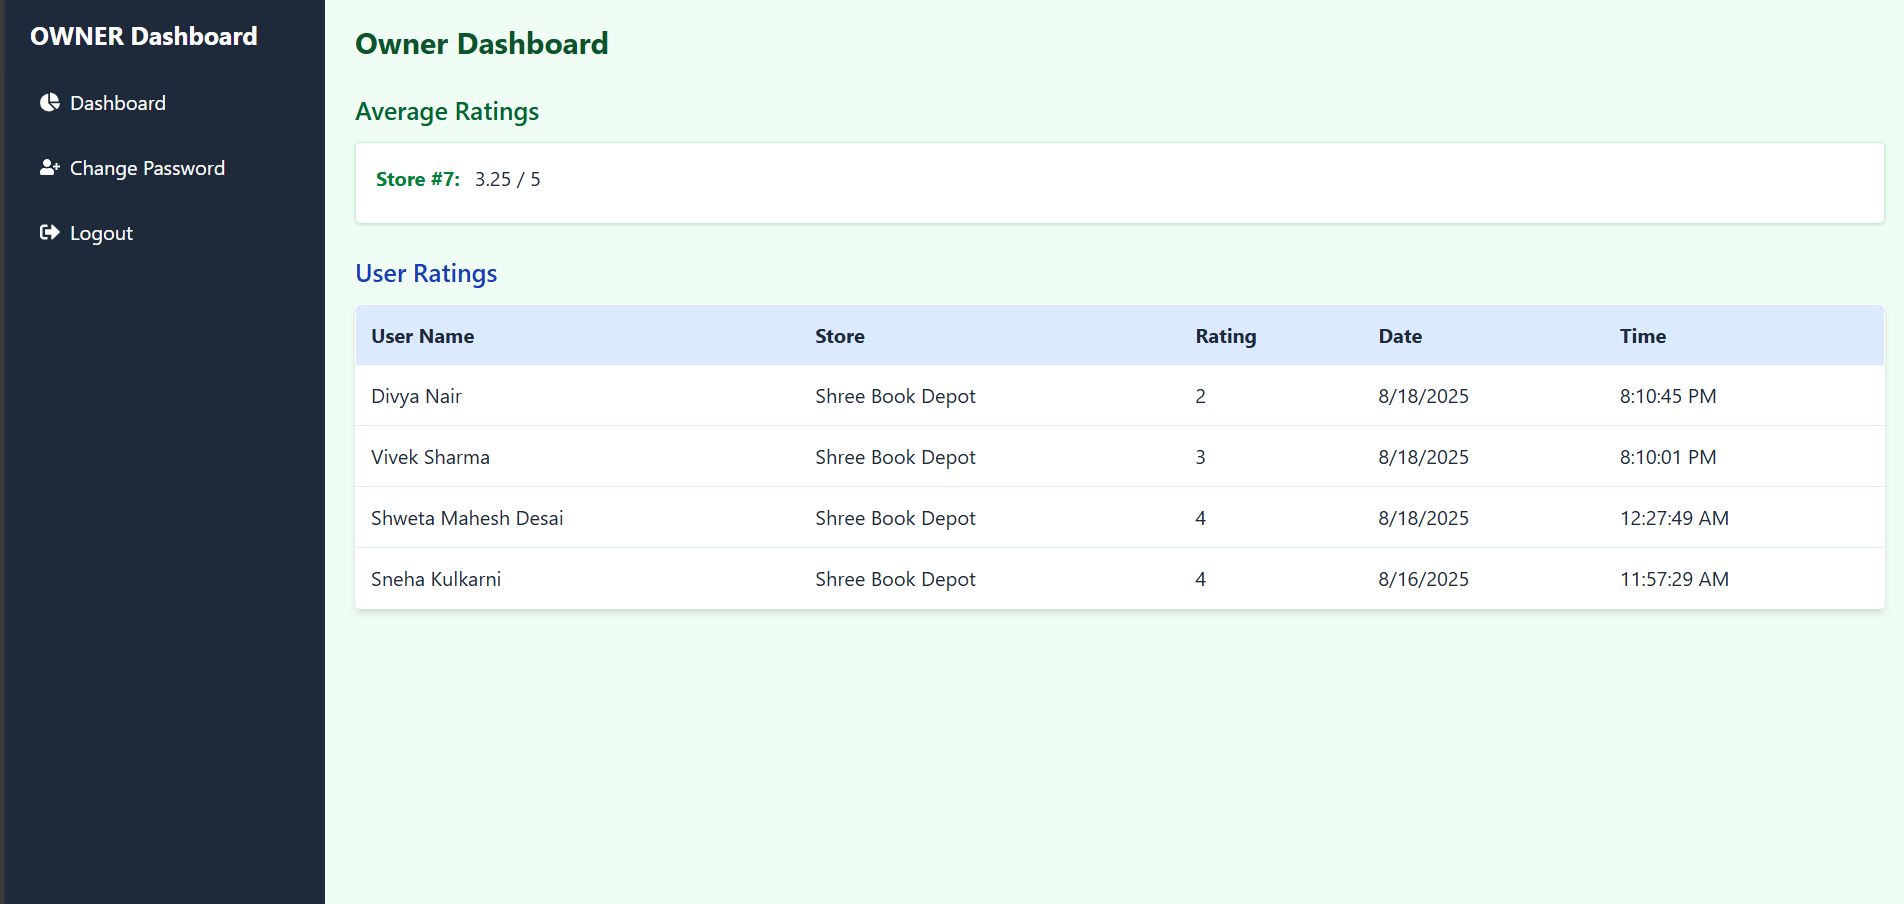 OWNER Dashboard
Dashboard
Change Password
Logout
Owner Dashboard
Average Ratings
Store #7: 3.25 / 5
User Ratings
User Name Store Rating Date Time
Divya Nair Shree Book Depot 2 8/18/2025 8:10:45 PM
Vivek Sharma Shree Book Depot 3 8/18/2025 8:10:01 PM
Shweta Mahesh Desai Shree Book Depot 4 8/18/2025 12:27:49 AM
Sneha Kulkarni Shree Book Depot 4 8/16/2025 11:57:29 AM